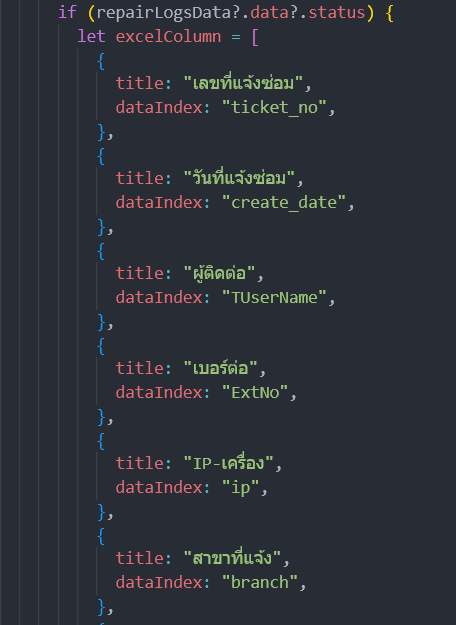 if (repairLogsData?.data?.status) {
let excelColumn = [
{
title: "เลขที่แจ้งซ่อม",
dataIndex: "ticket_no",
},
{
title: "วันที่แจ้งซ่อม",
dataIndex: "create_date",
},
{
title: "ผู้ติดต่อ",
dataIndex: "TUserName",
},
{
title: "เบอร์ต่อ",
dataIndex: "ExtNo",
},
{
title: "IP-เครื่อง",
dataIndex: "ip",
},
{
title: "สาขาที่แจ้ง",
dataIndex: "branch",
},